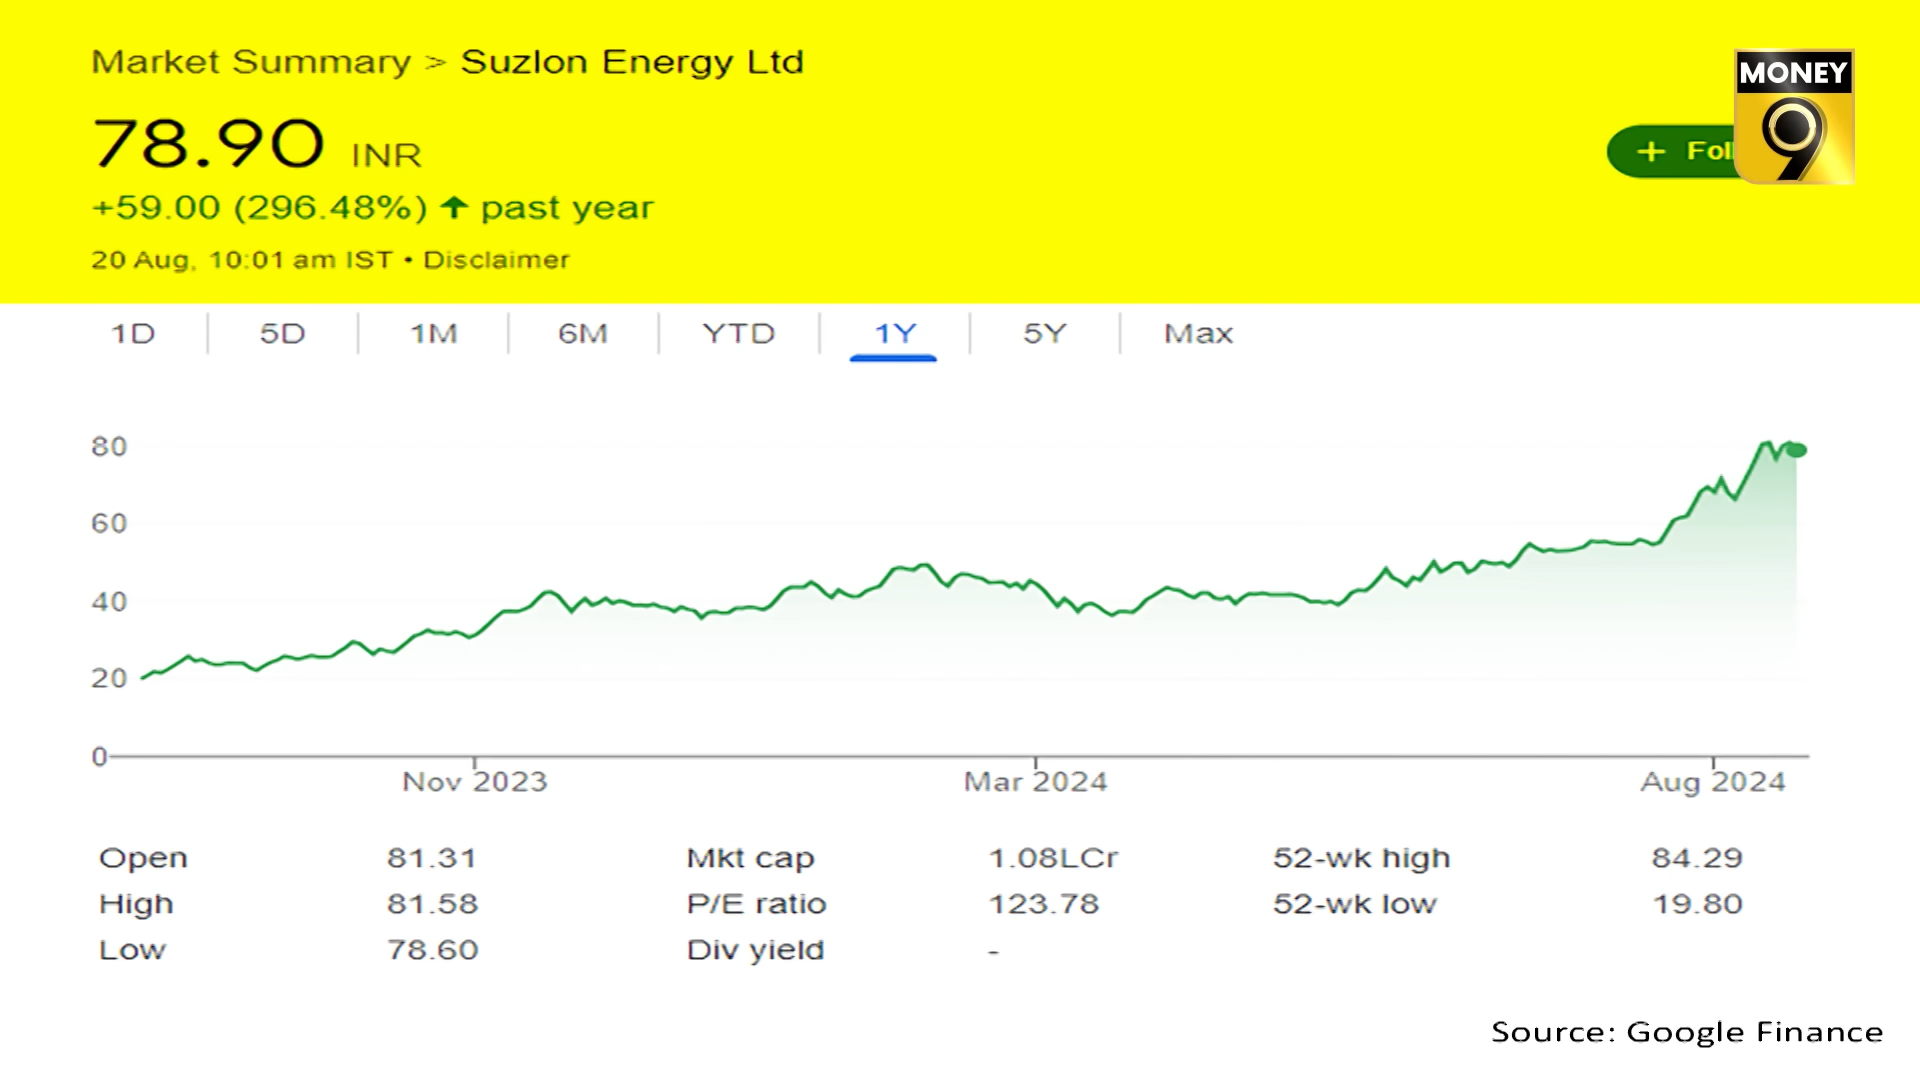 Market Summary > Suzlon Energy Ltd
MONEY
9
78.90 INR
+ Foll
+59.00 (296.48%) ↑ past year
20 Aug, 10:01 am IST • Disclaimer
1D 5D 1M 6M YTD 1Y 5Y Max
80
60
40
20
0
Nov 2023 Mar 2024 Aug 2024
Open 81.31 Mkt cap 1.08LCr 52-wk high 84.29
High 81.58 P/E ratio 123.78 52-wk low 19.80
Low 78.60 Div yield -
Source: Google Finance